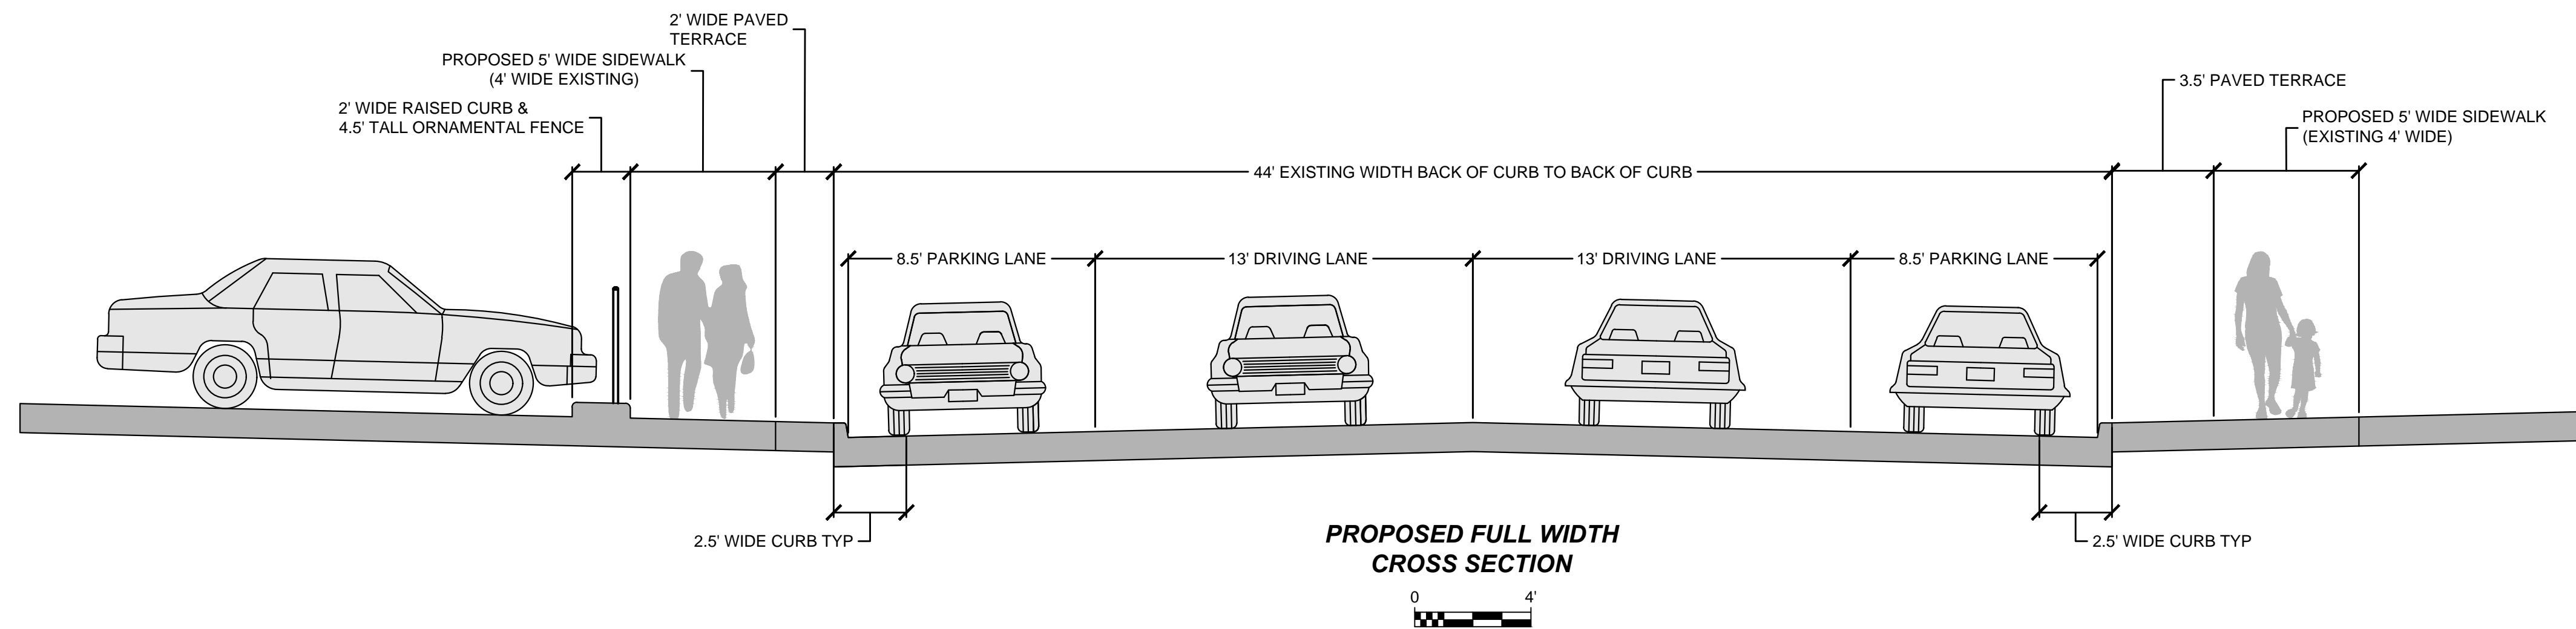 2' WIDE PAVED
TERRACE
PROPOSED 5' WIDE SIDEWALK
(4' WIDE EXISTING)
2' WIDE RAISED CURB &
4.5' TALL ORNAMENTAL FENCE
3.5' PAVED TERRACE
PROPOSED 5' WIDE SIDEWALK
(EXISTING 4' WIDE)
44' EXISTING WIDTH BACK OF CURB TO BACK OF CURB
8.5' PARKING LANE
13' DRIVING LANE
13' DRIVING LANE
8.5' PARKING LANE
2.5' WIDE CURB TYP
2.5' WIDE CURB TYP
PROPOSED FULL WIDTH
CROSS SECTION
0 4'